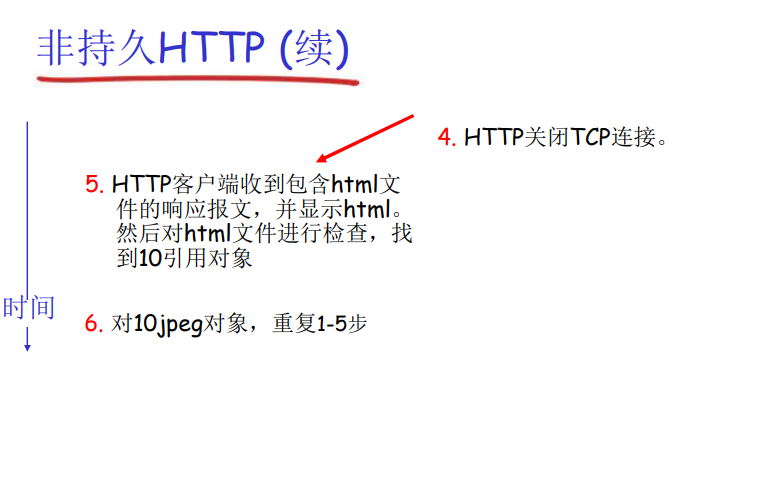 非持久HTTP (续)
4. HTTP关闭TCP连接。
5. HTTP客户端收到包含html文
件的响应报文，并显示html。
然后对html文件进行检查，找
到10引用对象
时间
6. 对10jpeg对象，重复1-5步